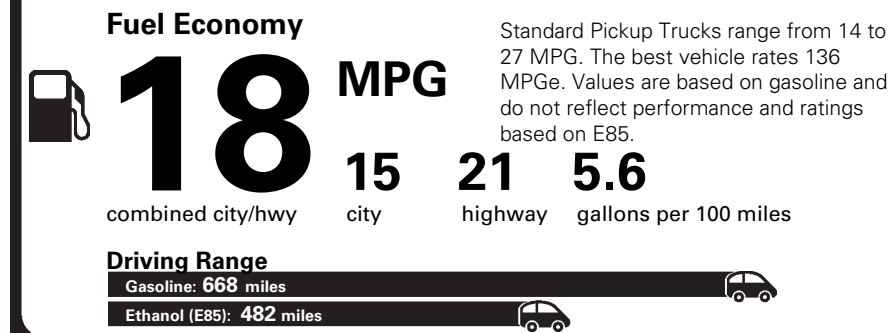 Fuel Economy
18 MPG
Standard Pickup Trucks range from 14 to
27 MPG. The best vehicle rates 136
MPGe. Values are based on gasoline and
do not reflect performance and ratings
based on E85.
15 21 5.6
combined city/hwy city highway gallons per 100 miles
Driving Range
Gasoline: 668 miles
Ethanol (E85): 482 miles